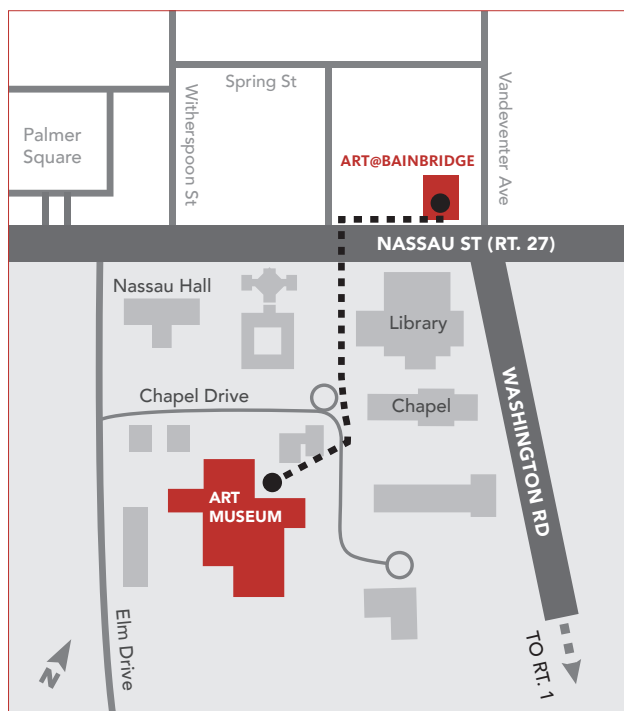 Spring St
Witherspoon St
Vandeventer Ave
Palmer
Square
ART@BAINBRIDGE
NASSAU ST (RT. 27)
Nassau Hall
Library
Chapel Drive
Chapel
WASHINGTON RD
ART
MUSEUM
Elm Drive
TO RT. 1
N